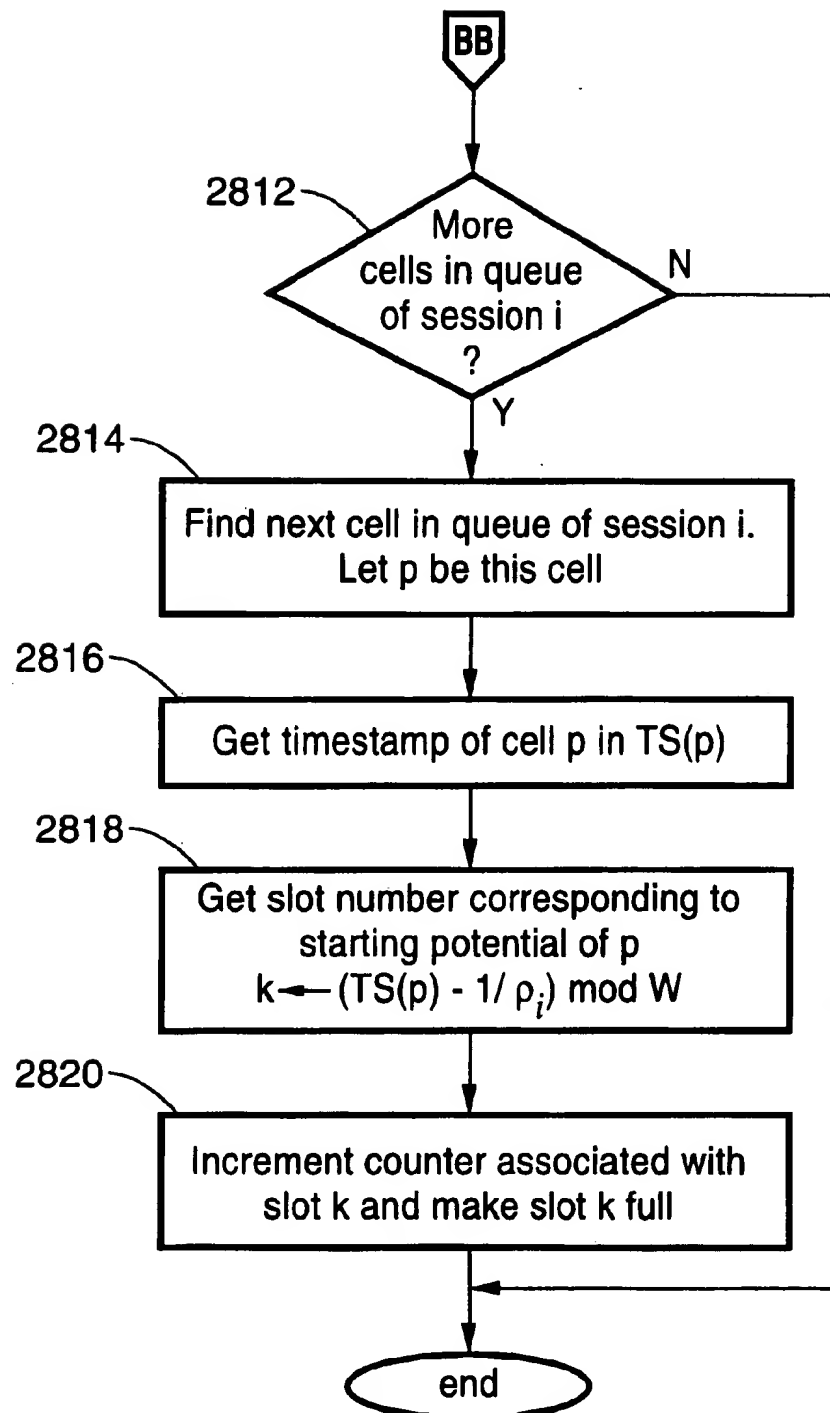 BB
2812
More
cells in queue
of session i
?
N
Y
2814
Find next cell in queue of session i.
Let p be this cell
2816
Get timestamp of cell p in TS(p)
2818
Get slot number corresponding to
starting potential of p
k ← (TS(p) - 1/ ρᵢ) mod W
2820
Increment counter associated with
slot k and make slot k full
end